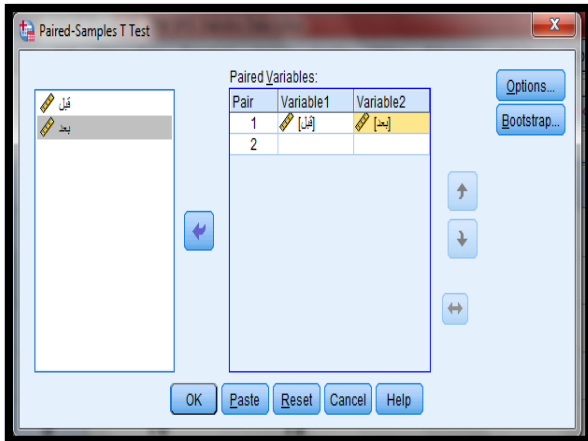 Paired-Samples T Test
Paired Variables:
Options...
Bootstrap...
قبل
بعد
Pair Variable1 Variable2
1 [قبل] [بعد]
2
OK Paste Reset Cancel Help